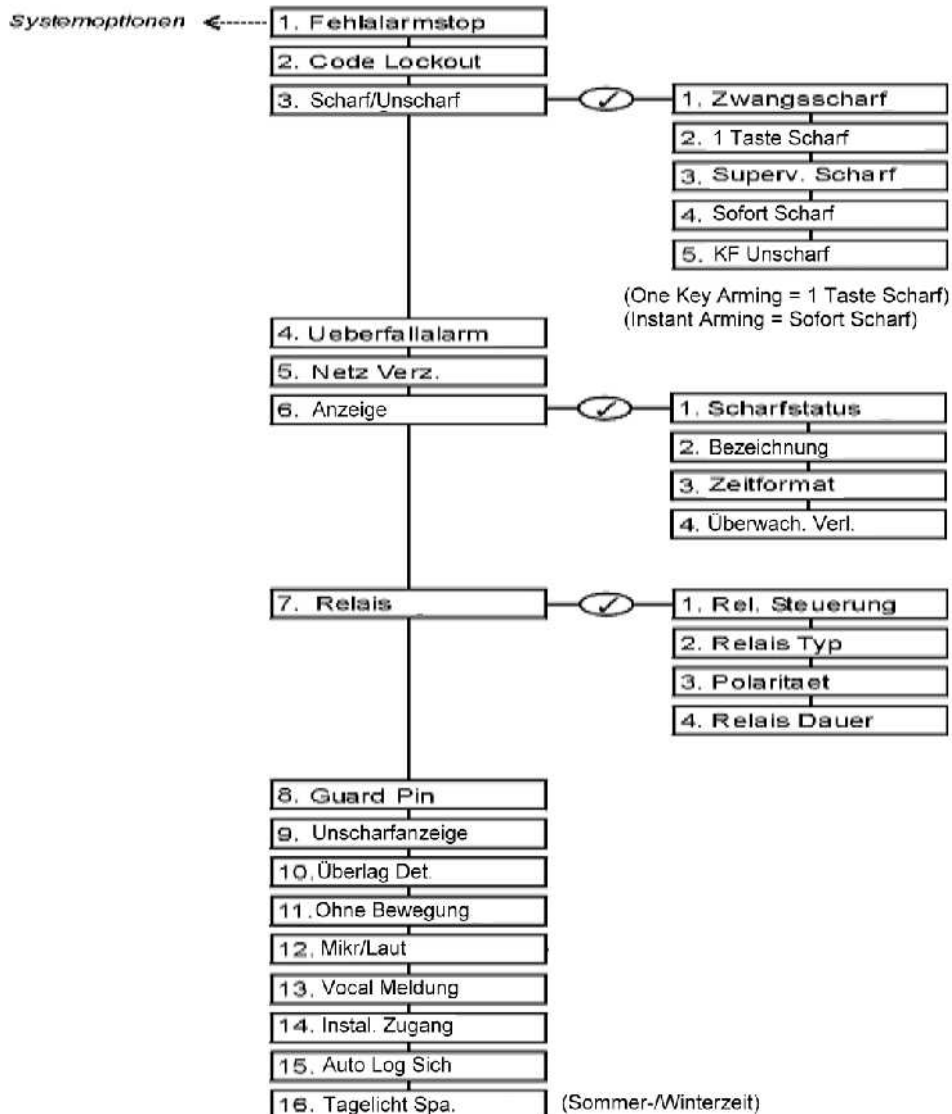 Systemoptionen
1. Fehlalarmstop
2. Code Lockout
3. Scharf/Unscharf
1. Zwangsscharf
2. 1 Taste Scharf
3. Superv. Scharf
4. Sofort Scharf
5. KF Unscharf
(One Key Arming = 1 Taste Scharf)
(Instant Arming = Sofort Scharf)
4. Ueberfallalarm
5. Netz Verz.
6. Anzeige
1. Scharfstatus
2. Bezeichnung
3. Zeitformat
4. Überwach. Verl.
7. Relais
1. Rel. Steuerung
2. Relais Typ
3. Polaritaet
4. Relais Dauer
8. Guard Pin
9. Unscharfanzeige
10. Überlag Det.
11. Ohne Bewegung
12. Mikr/Laut
13. Vocal Meldung
14. Instal. Zugang
15. Auto Log Sich
16. Tagelicht Spa.
(Sommer-/Winterzeit)